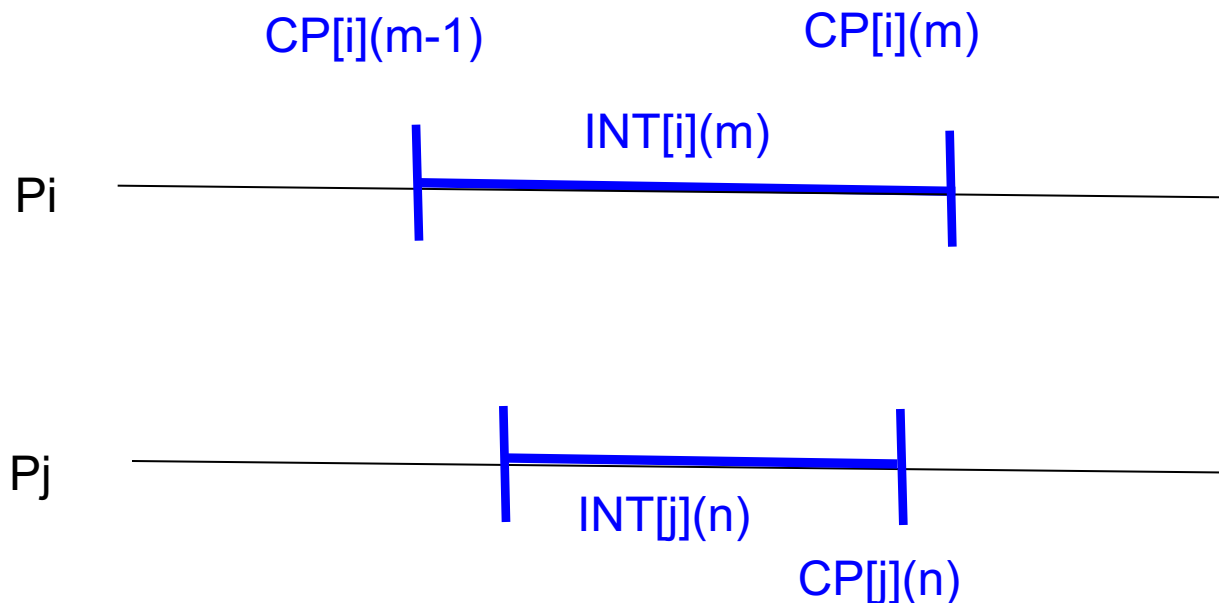 CP[i](m-1)
CP[i](m)
INT[i](m)
Pi
Pj
INT[j](n)
CP[j](n)